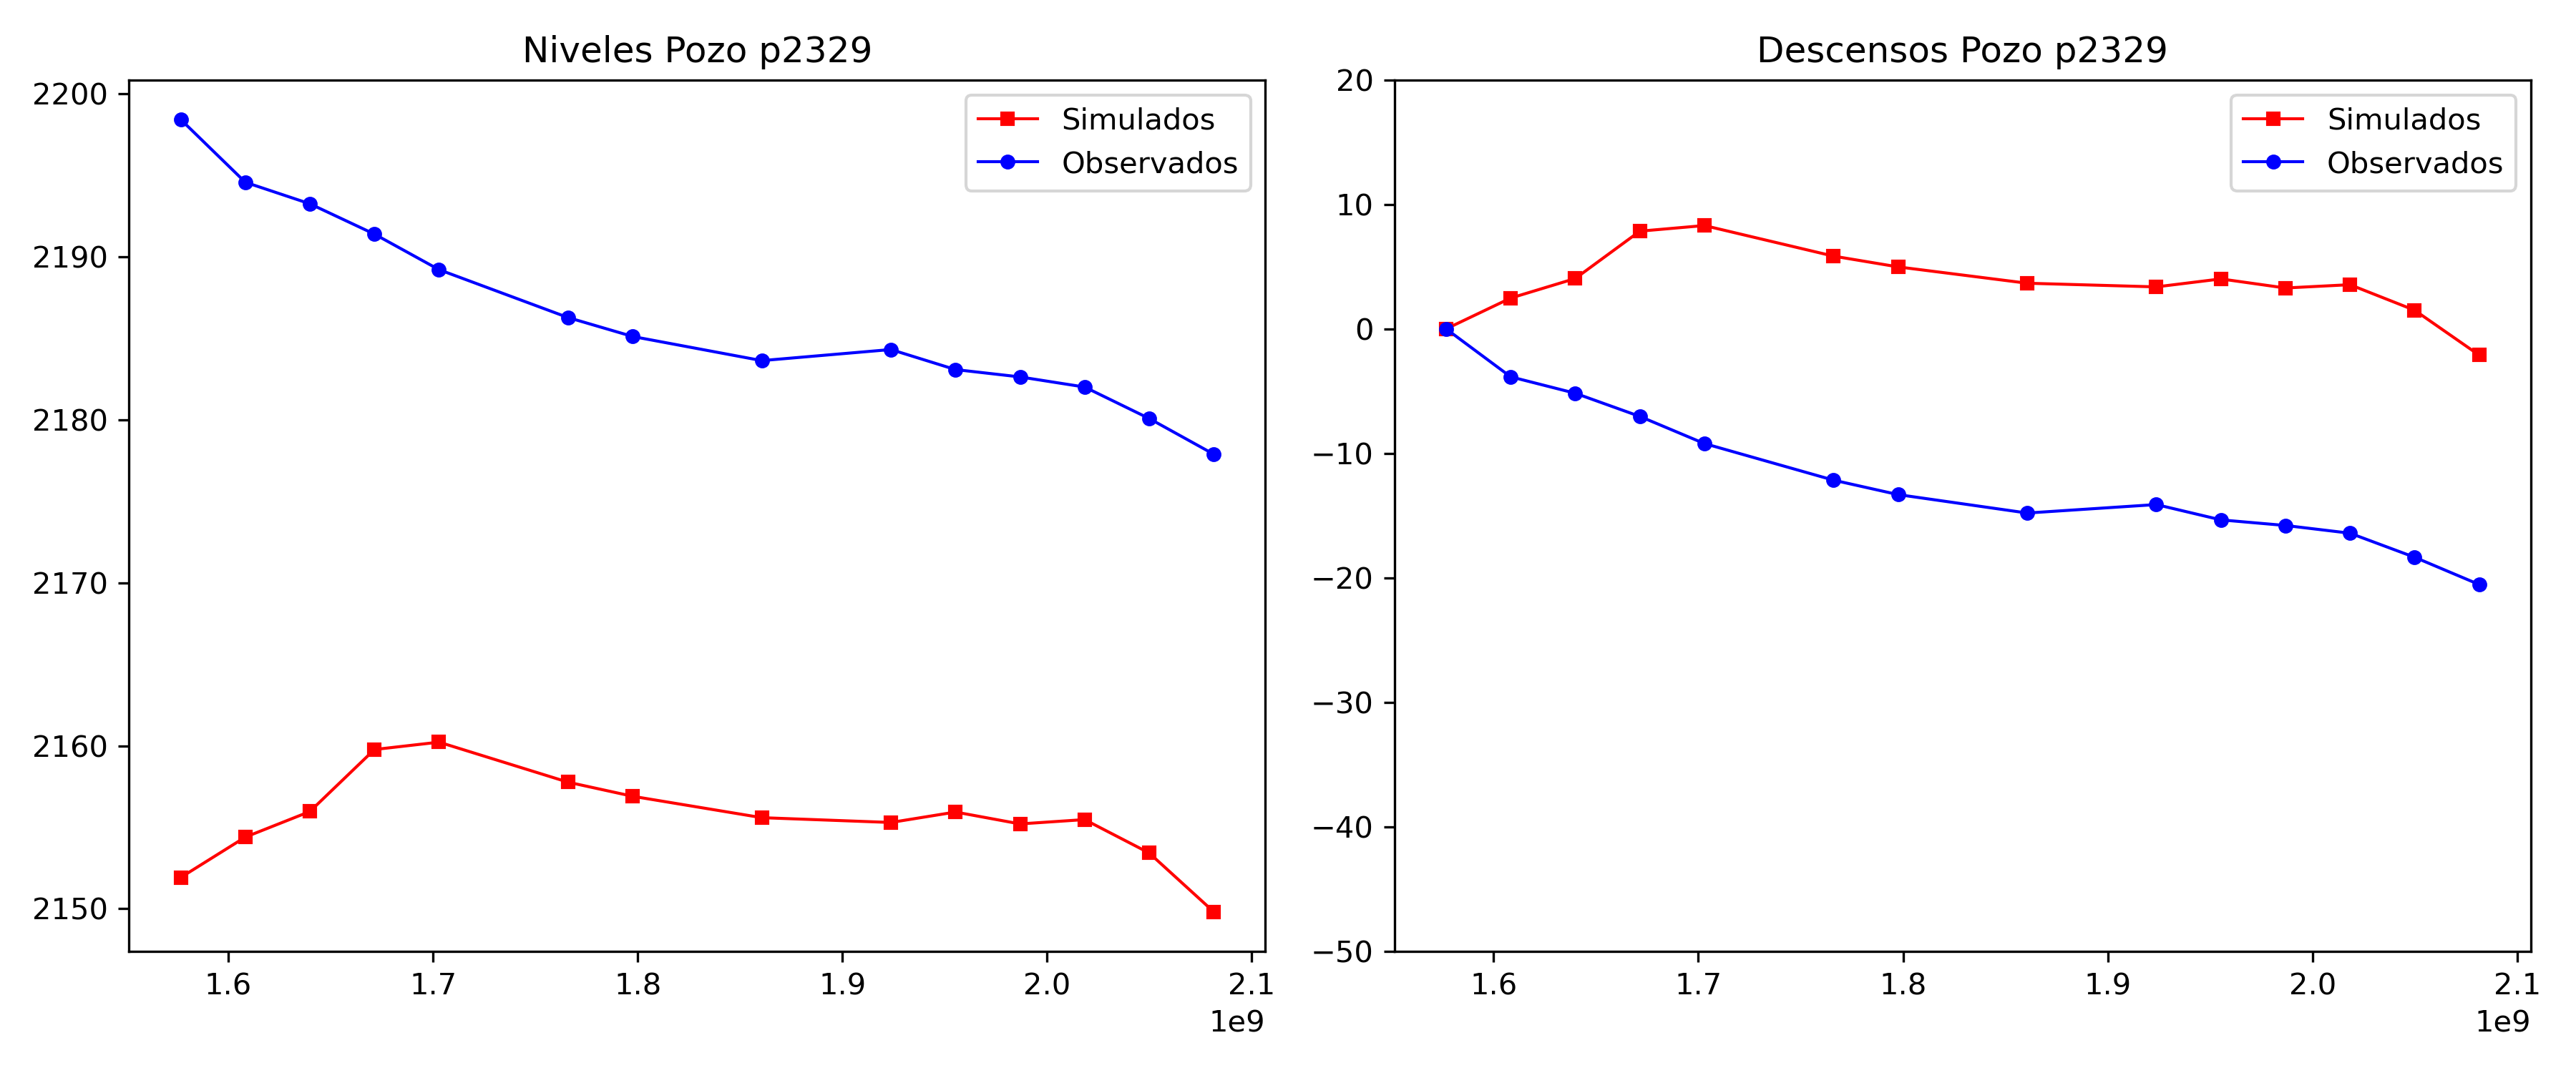 Niveles Pozo p2329
2200
2190
2180
2170
2160
2150
1.6 1.7 1.8 1.9 2.0 2.1
1e9
Simulados
Observados
Descensos Pozo p2329
20
10
0
−10
−20
−30
−40
−50
1.6 1.7 1.8 1.9 2.0 2.1
1e9
Simulados
Observados